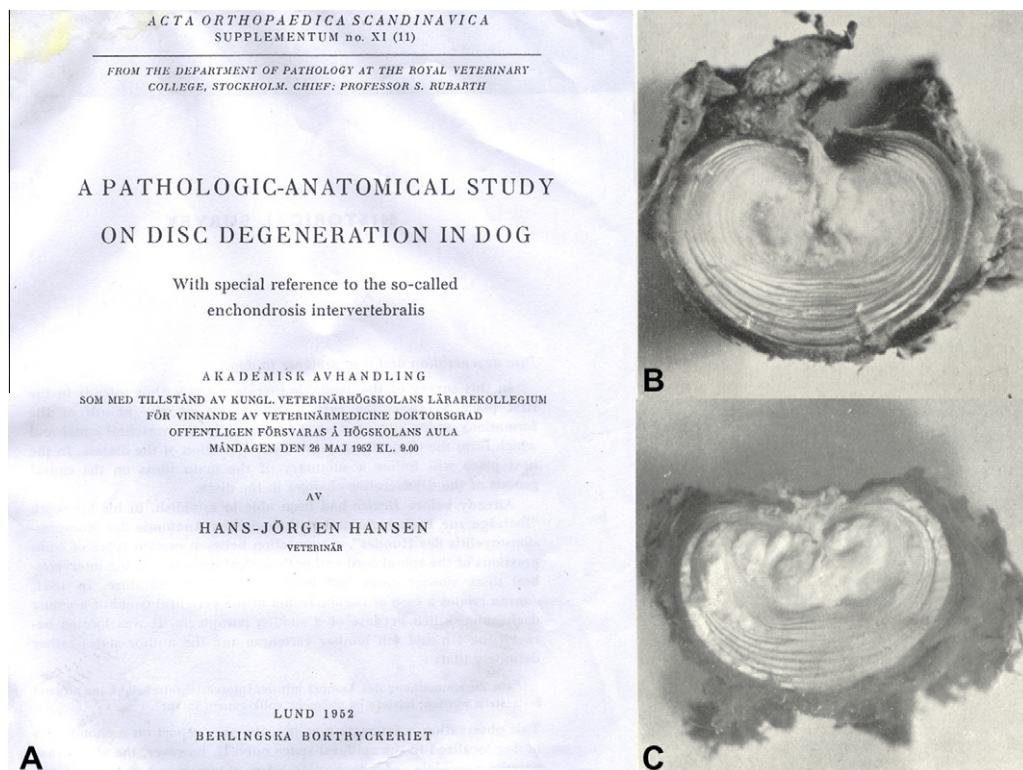 ACTA ORTHOPAEDICA SCANDINAVICA
SUPPLEMENTUM no. XI (11)
FROM THE DEPARTMENT OF PATHOLOGY AT THE ROYAL VETERINARY
COLLEGE, STOCKHOLM. CHIEF: PROFESSOR S. RUBARTH
A PATHOLOGIC-ANATOMICAL STUDY
ON DISC DEGENERATION IN DOG
With special reference to the so-called
enchondrosis intervertebralis
AKADEMISK AVHANDLING
SOM MED TILLSTÅND AV KUNGL. VETERINÄRHÖGSKOLANS LÄRAREKOLLEGIUM
FÖR VINNANDE AV VETERINÄRMEDICINE DOKTORSGRAD
OFFENTLIGEN FÖRSVARAS Å HÖGSKOLANS AULA
MÅNDAGEN DEN 26 MAJ 1952 KL. 9.00
AV
HANS-JÖRGEN HANSEN
VETERINÄR
LUND 1952
BERLINGSKA BOKTRYCKERIET
A
B
C